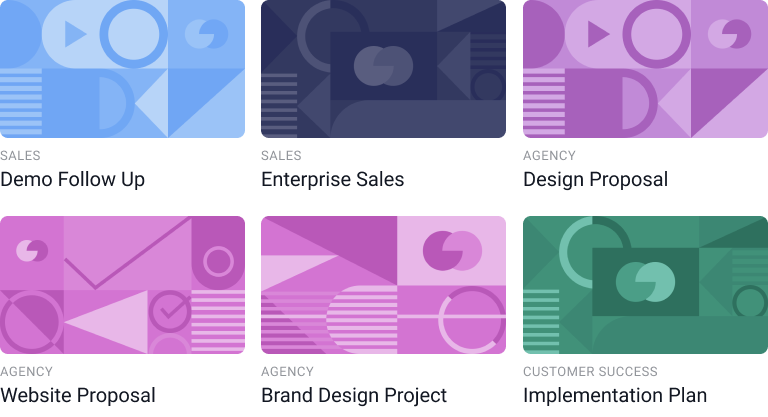 SALES
Demo Follow Up
SALES
Enterprise Sales
AGENCY
Design Proposal
AGENCY
Website Proposal
AGENCY
Brand Design Project
CUSTOMER SUCCESS
Implementation Plan